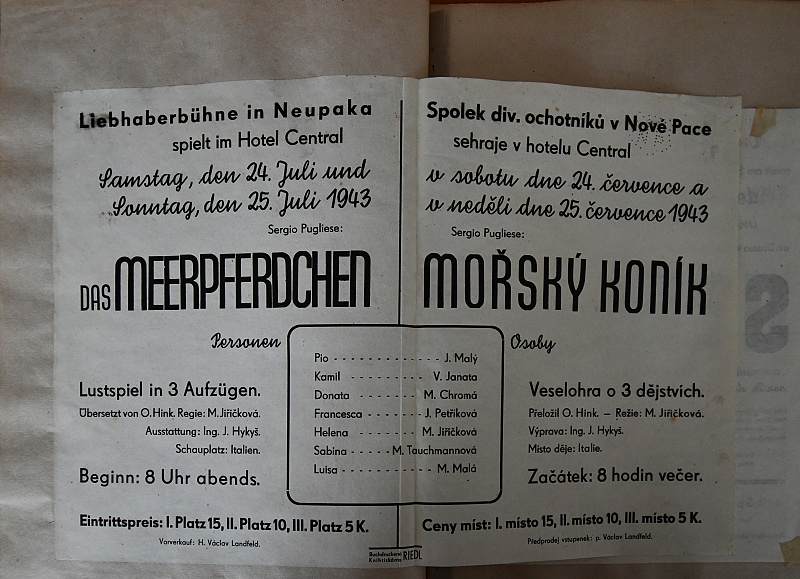 Liebhaberbühne in Neupaka
spielt im Hotel Central
Samstag, den 24. Juli und
Sonntag, den 25. Juli 1943
Sergio Pugliese:
DAS MEERPFERDCHEN
Personen
Lustspiel in 3 Aufzügen.
Übersetzt von O. Hink. Regie: M. Jiřičková.
Ausstattung: Ing. J. Hykyš.
Schauplatz: Italien.
Beginn: 8 Uhr abends.
Eintrittspreis: I. Platz 15, II. Platz 10, III. Platz 5 K.
Vorverkauf: H. Václav Landfeld.
Pio - - - - - - - - - - - - - J. Malý
Kamil - - - - - - - - - - V. Janata
Donata - - - - - - - - M. Chromá
Francesca - - - - - - - J. Petříková
Helena - - - - - - - - M. Jiřičková
Sabina - - - - - M. Tauchmannová
Luisa - - - - - - - - - - - M. Malá
Spolek div. ochotníků v Nové Pace
sehraje v hotelu Central
v sobotu dne 24. července a
v neděli dne 25. července 1943
Sergio Pugliese:
MOŘSKÝ KONÍK
Osoby
Veselohra o 3 dějstvích.
Přeložil O. Hink. — Režie: M. Jiřičková.
Výprava: Ing. J. Hykyš.
Místo děje: Italie.
Začátek: 8 hodin večer.
Ceny míst: I. místo 15, II. místo 10, III. místo 5 K.
Předprodej vstupenek: p. Václav Landfeld.
RIEDL